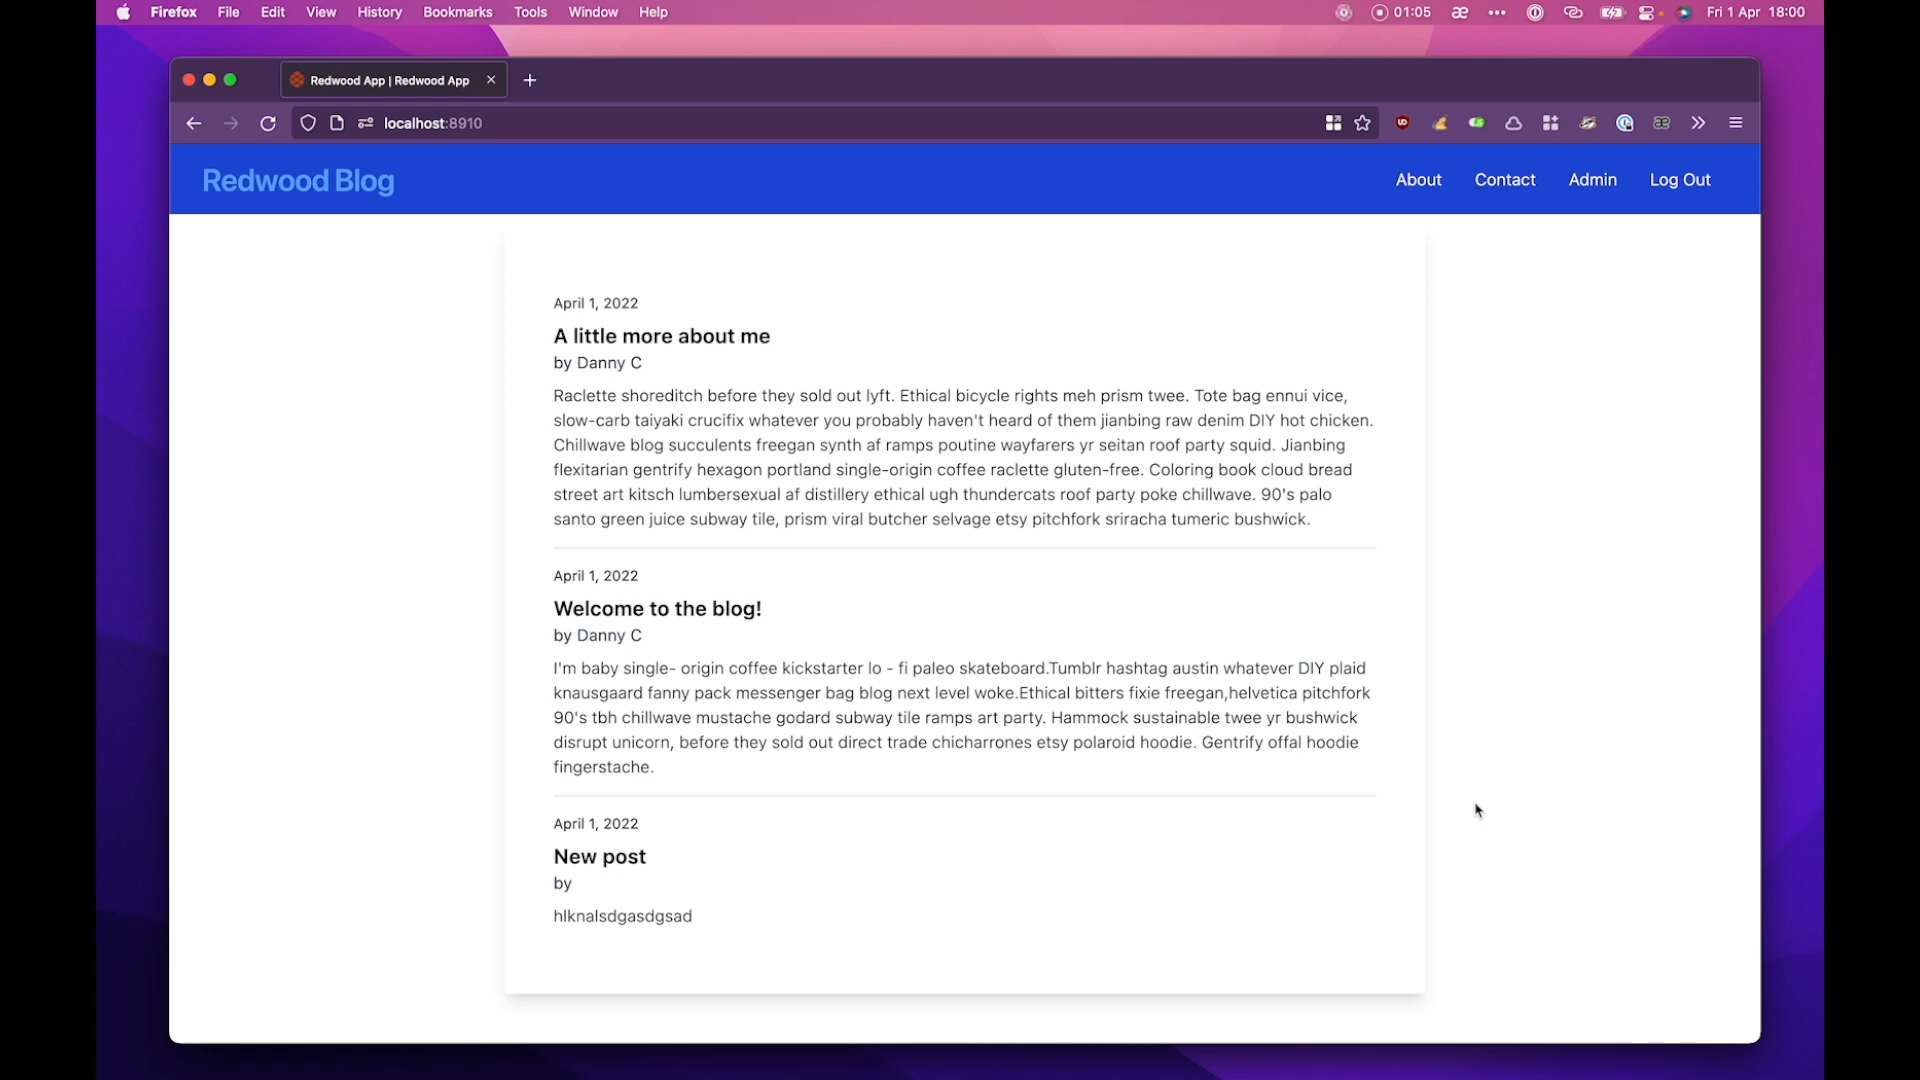 Firefox File Edit View History Bookmarks Tools Window Help 01:05 æ Fri 1 Apr 18:00
Redwood App | Redwood App
localhost:8910
Redwood Blog About Contact Admin Log Out
April 1, 2022
A little more about me
by Danny C
Raclette shoreditch before they sold out lyft. Ethical bicycle rights meh prism twee. Tote bag ennui vice,
slow-carb taiyaki crucifix whatever you probably haven't heard of them jianbing raw denim DIY hot chicken.
Chillwave blog succulents freegan synth af ramps poutine wayfarers yr seitan roof party squid. Jianbing
flexitarian gentrify hexagon portland single-origin coffee raclette gluten-free. Coloring book cloud bread
street art kitsch lumbersexual af distillery ethical ugh thundercats roof party poke chillwave. 90's palo
santo green juice subway tile, prism viral butcher selvage etsy pitchfork sriracha tumeric bushwick.
April 1, 2022
Welcome to the blog!
by Danny C
I'm baby single- origin coffee kickstarter lo - fi paleo skateboard.Tumblr hashtag austin whatever DIY plaid
knausgaard fanny pack messenger bag blog next level woke.Ethical bitters fixie freegan,helvetica pitchfork
90's tbh chillwave mustache godard subway tile ramps art party. Hammock sustainable twee yr bushwick
disrupt unicorn, before they sold out direct trade chicharrones etsy polaroid hoodie. Gentrify offal hoodie
fingerstache.
April 1, 2022
New post
by
hlknalsdgasdgsad